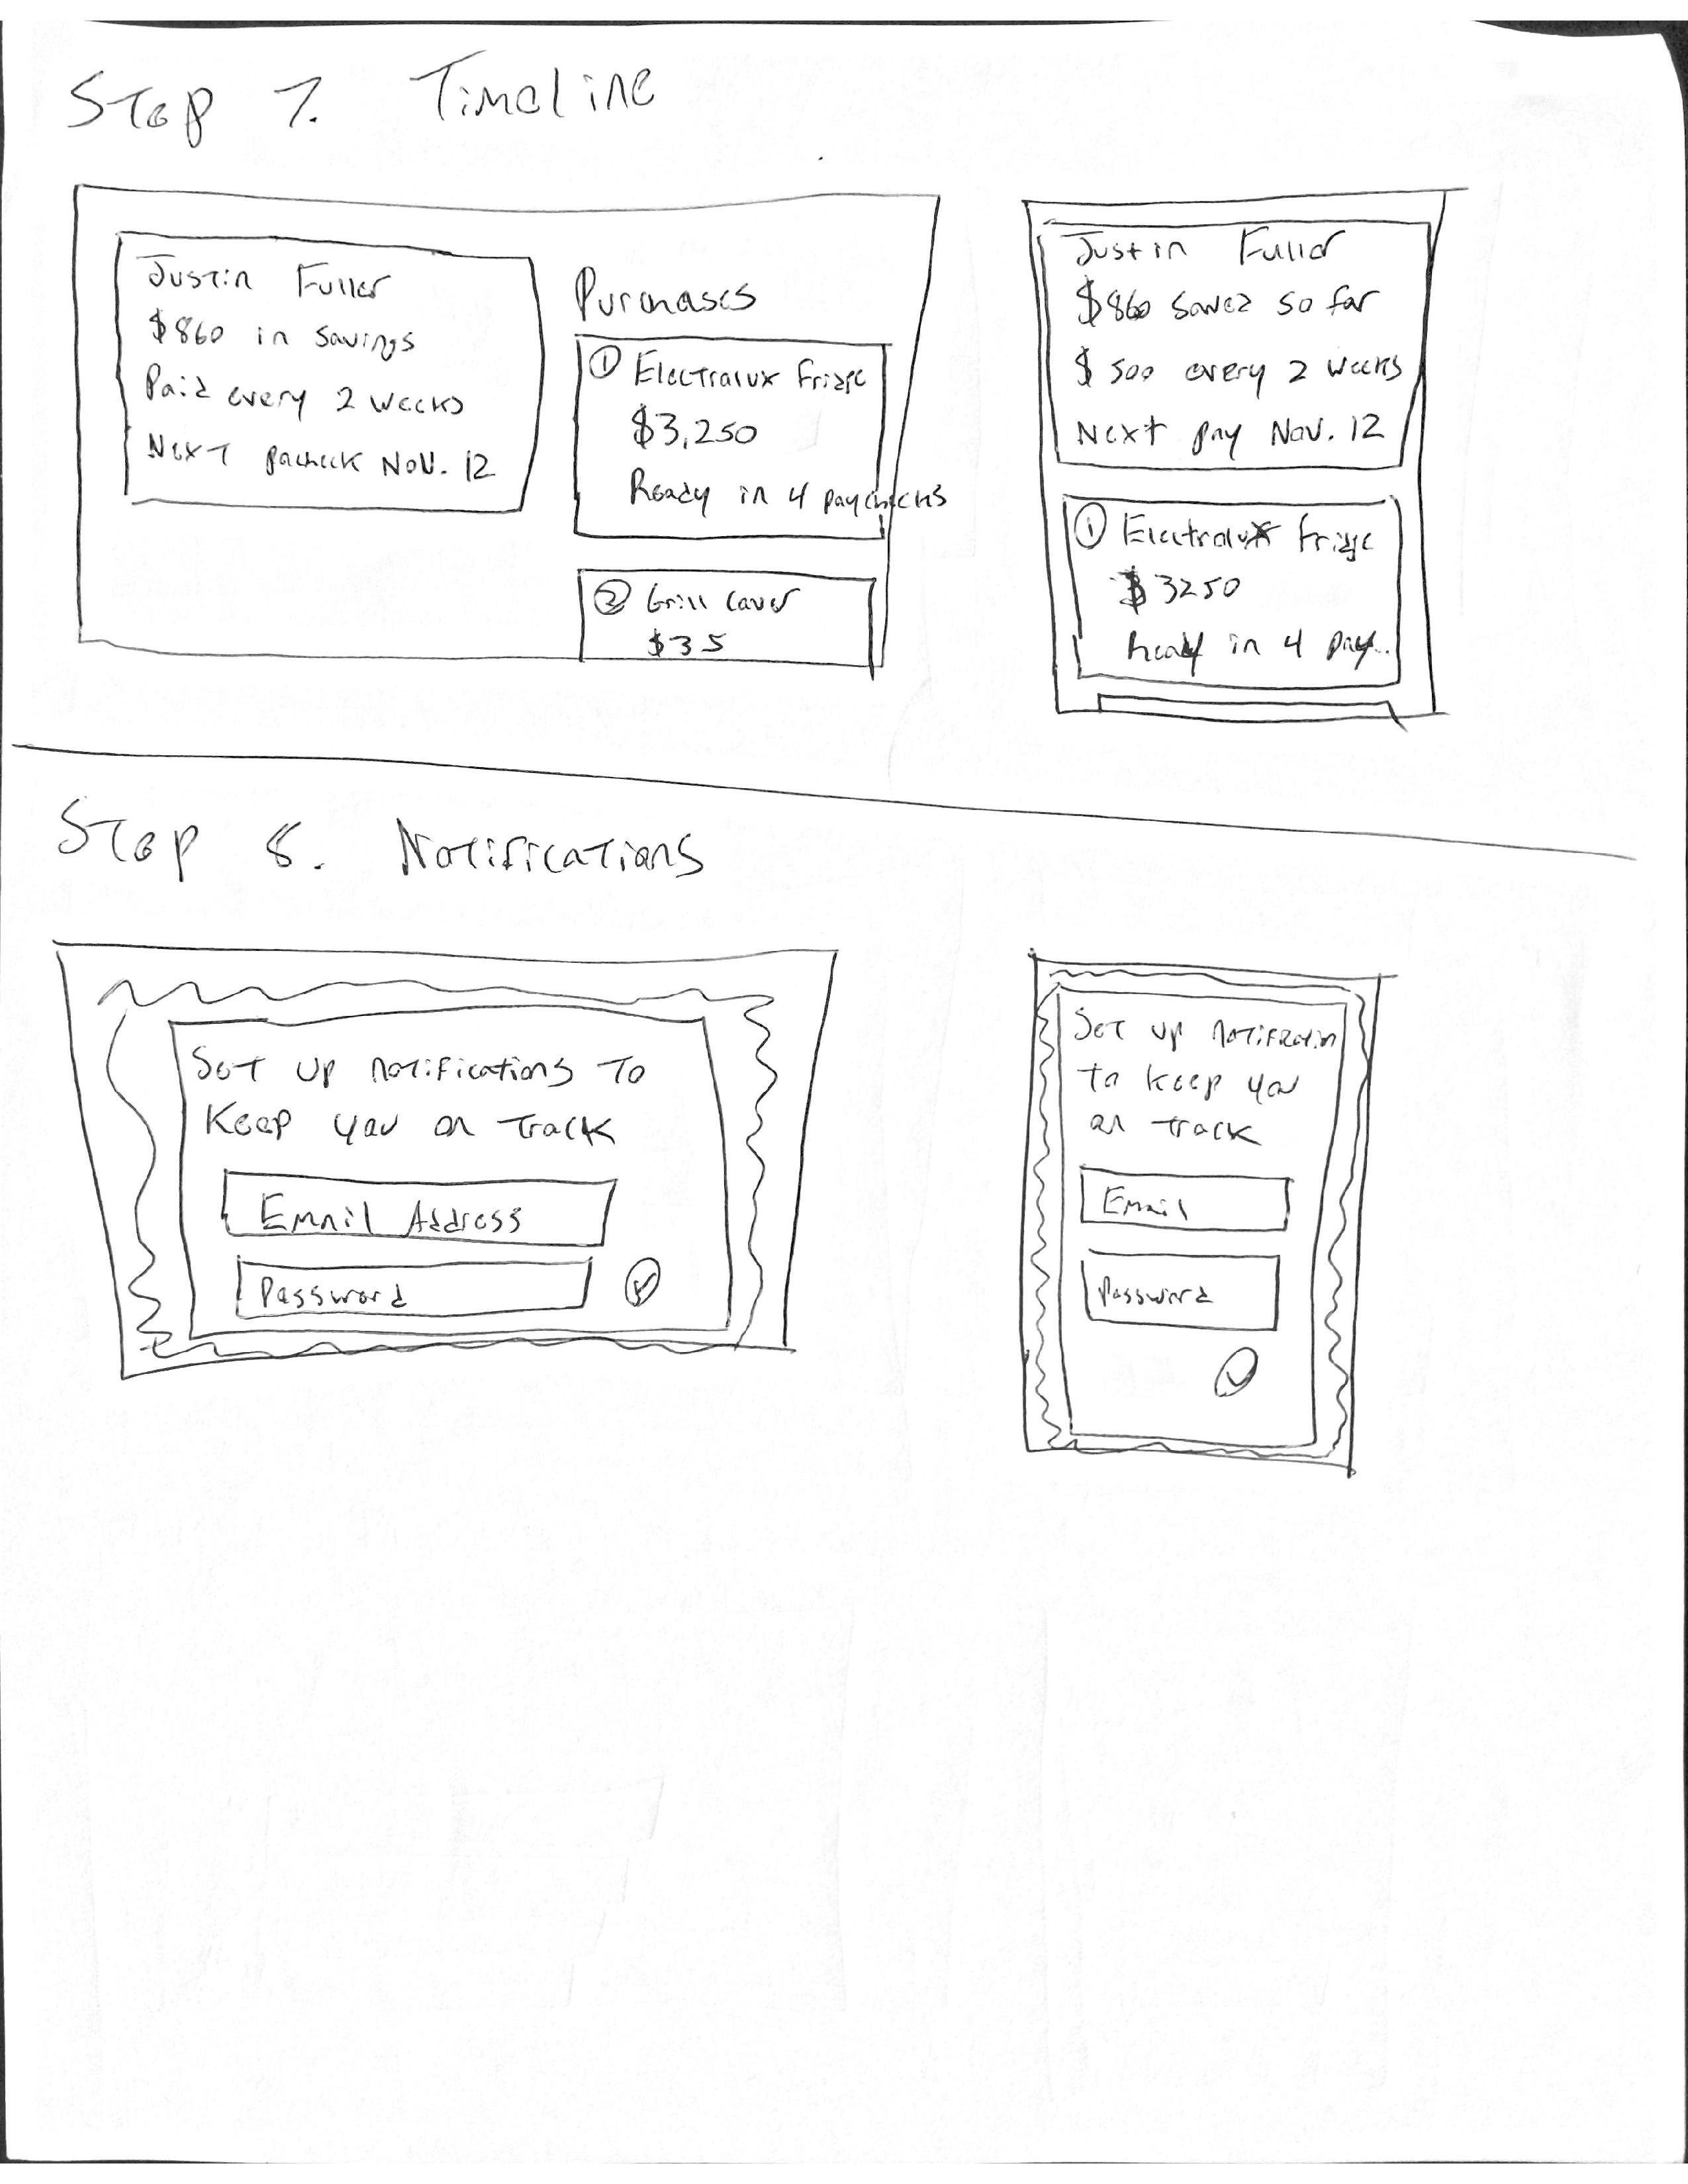 Step 7. Timeline
Justin Fuller
$860 in savings
Paid every 2 weeks
Next pacheck Nov. 12
Purchases
① Electralux fridge
$3,250
Ready in 4 paychecks
② Grill Cover
$35
Justin Fuller
$860 saved so far
$500 every 2 weeks
Next pay Nov. 12
① Electralux fridge
$3250
Ready in 4 pay..
Step 8. Notifications
Set up notifications to
keep you on track
Email Address
Password
Set up
to keep you
on track
Email
Password